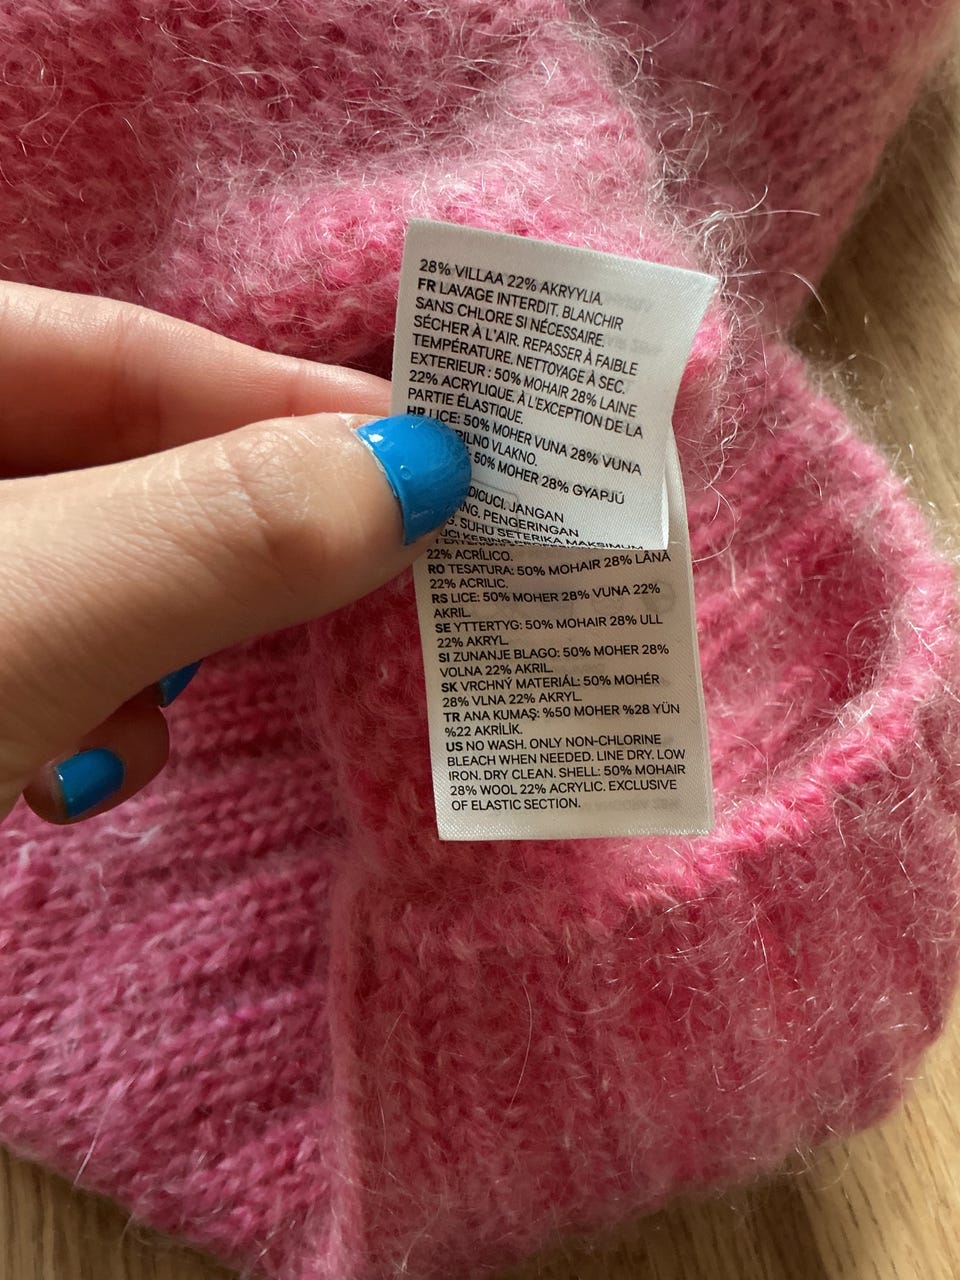 28% VILLAA 22% AKRYYLIA.
FR LAVAGE INTERDIT. BLANCHIR
SANS CHLORE SI NÉCESSAIRE.
SÉCHER À L'AIR. REPASSER À FAIBLE
TEMPÉRATURE. NETTOYAGE À SEC.
EXTERIEUR : 50% MOHAIR 28% LAINE
22% ACRYLIQUE. À L'EXCEPTION DE LA
PARTIE ÉLASTIQUE.
HR LICE: 50% MOHER VUNA 28% VUNA
VLAKNO.
50% MOHER 28% GYAPJÚ
DICUCI. JANGAN
PENGERINGAN
SUHU SETERIKA MAKSIMUM
22% ACRÍLICO.
RO TESATURA: 50% MOHAIR 28% LÂNĂ
22% ACRILIC.
RS LICE: 50% MOHER 28% VUNA 22%
AKRIL.
SE YTTERTYG: 50% MOHAIR 28% ULL
22% AKRYL.
SI ZUNANJE BLAGO: 50% MOHER 28%
VOLNA 22% AKRIL.
SK VRCHNÝ MATERIÁL: 50% MOHÉR
28% VLNA 22% AKRYL.
TR ANA KUMAŞ: %50 MOHER %28 YÜN
%22 AKRİLİK.
US NO WASH. ONLY NON-CHLORINE
BLEACH WHEN NEEDED. LINE DRY. LOW
IRON. DRY CLEAN. SHELL: 50% MOHAIR
28% WOOL 22% ACRYLIC. EXCLUSIVE
OF ELASTIC SECTION.